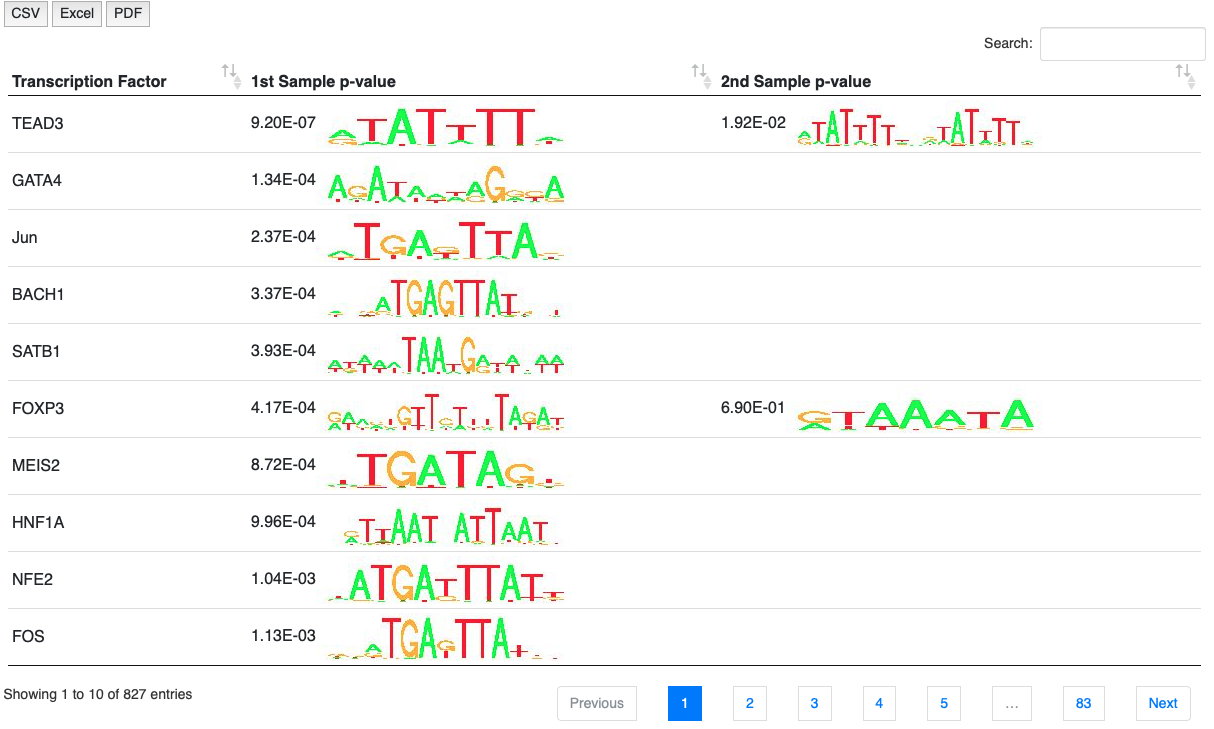 CSV Excel PDF
Search:
Transcription Factor 1st Sample p-value 2nd Sample p-value
TEAD3 9.20E-07 1.92E-02
GATA4 1.34E-04
Jun 2.37E-04
BACH1 3.37E-04
SATB1 3.93E-04
FOXP3 4.17E-04 6.90E-01
MEIS2 8.72E-04
HNF1A 9.96E-04
NFE2 1.04E-03
FOS 1.13E-03
Showing 1 to 10 of 827 entries Previous 1 2 3 4 5 … 83 Next